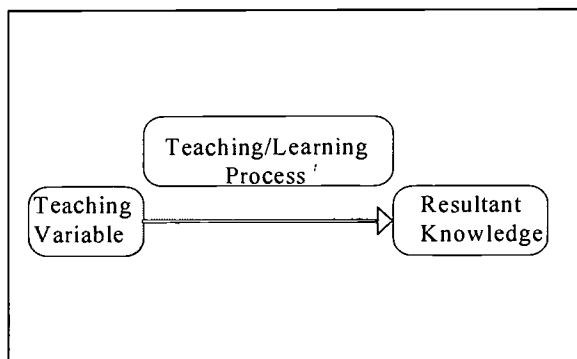 Teaching/Learning
Process
Teaching
Variable
Resultant
Knowledge